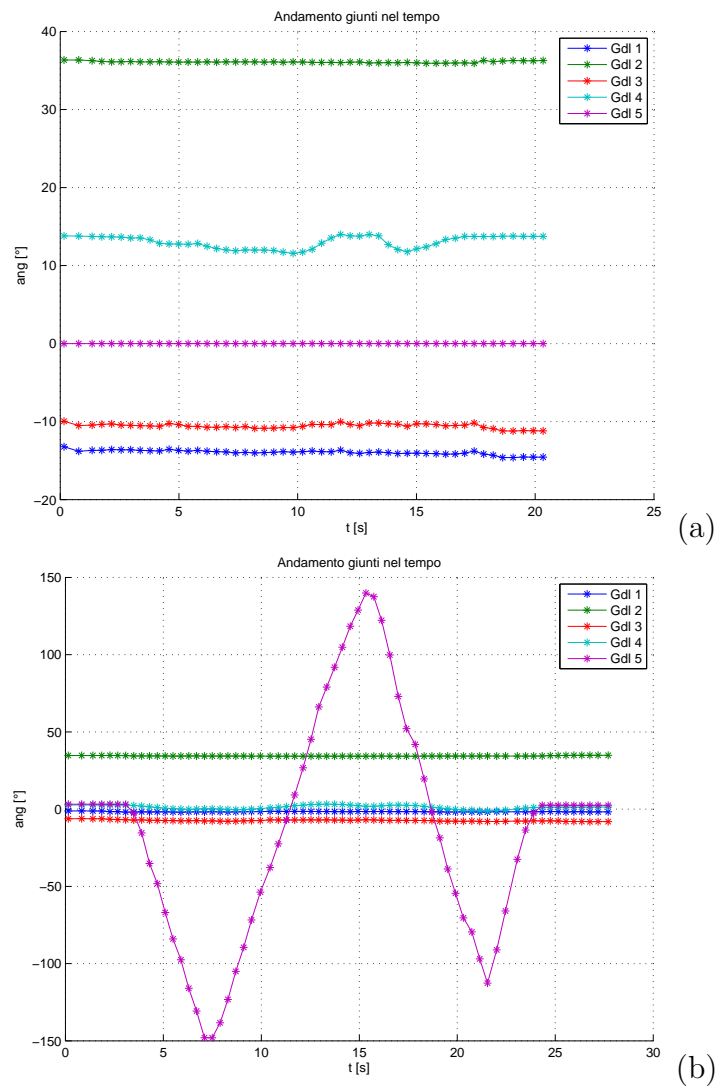 Andamento giunti nel tempo
40
30
20
10
0
−10
−20
ang [°]
0 5 10 15 20 25
t [s]
Gdl 1
Gdl 2
Gdl 3
Gdl 4
Gdl 5
(a)
Andamento giunti nel tempo
150
100
50
0
−50
−100
−150
ang [°]
0 5 10 15 20 25 30
t [s]
Gdl 1
Gdl 2
Gdl 3
Gdl 4
Gdl 5
(b)